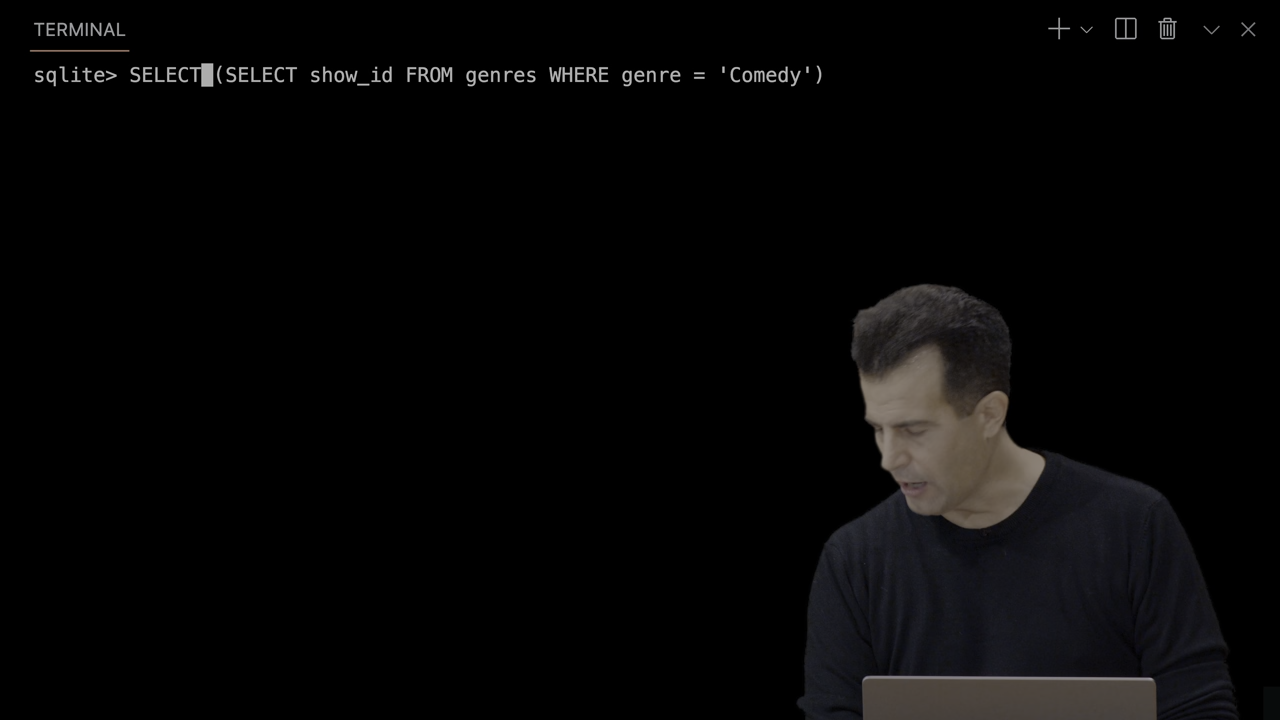 TERMINAL
sqlite> SELECT (SELECT show_id FROM genres WHERE genre = 'Comedy')